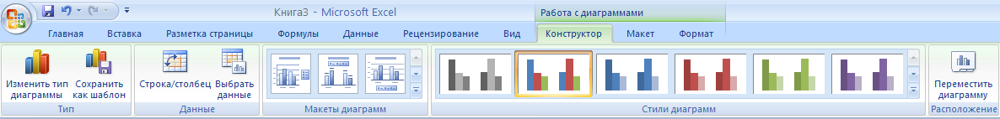 Книга3 - Microsoft Excel
Работа с диаграммами
Главная Вставка Разметка страницы Формулы Данные Рецензирование Вид Конструктор Макет Формат
Изменить тип диаграммы
Сохранить как шаблон
Строка/столбец
Выбрать данные
Переместить диаграмму
Тип
Данные
Макеты диаграмм
Стили диаграмм
Расположение